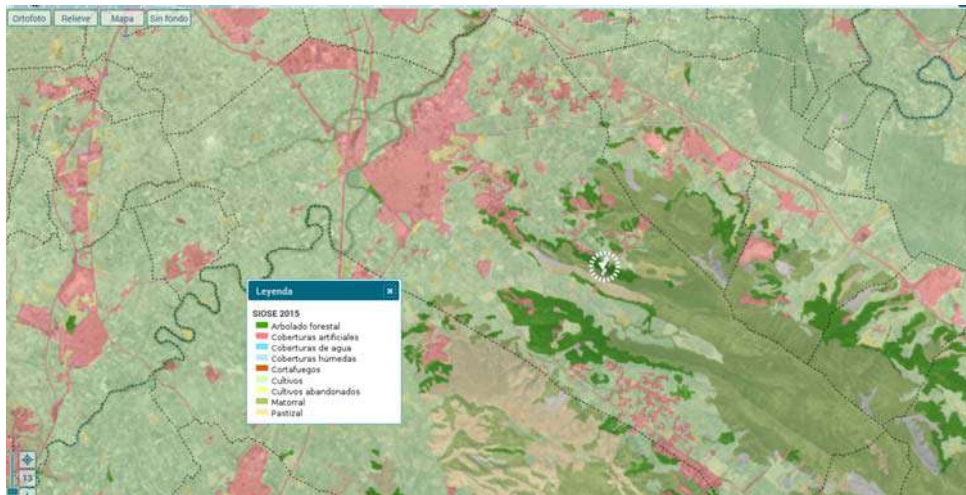 Ortofoto Relieve Mapa Sin fondo
Leyenda
SIOSE 2015
Arbolado forestal
Coberturas artificiales
Coberturas de agua
Coberturas húmedas
Cortafuegos
Cultivos
Cultivos abandonados
Matorral
Pastizal
13